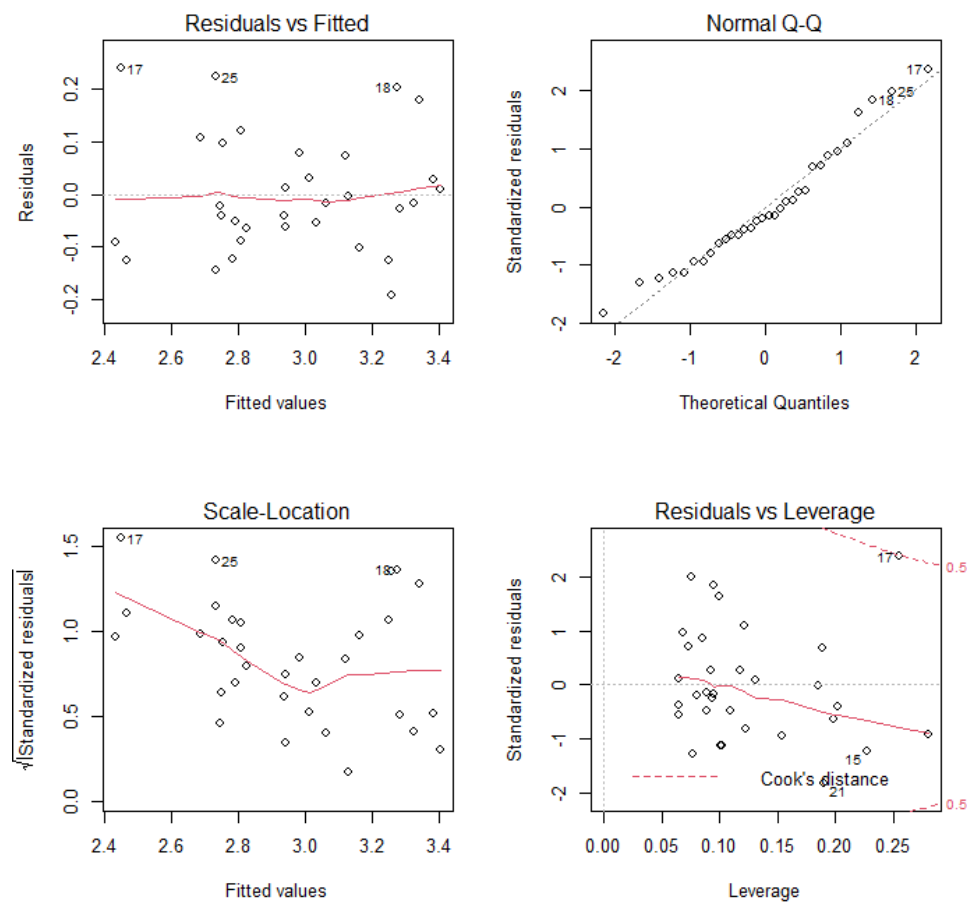 Residuals vs Fitted
Residuals
0.2
0.1
0.0
-0.1
-0.2
17
25
18
2.4 2.6 2.8 3.0 3.2 3.4
Fitted values
Normal Q-Q
Standardized residuals
2
1
0
-1
-2
17
25
18
-2 -1 0 1 2
Theoretical Quantiles
Scale-Location
√|Standardized residuals|
1.5
1.0
0.5
0.0
17
25
18
2.4 2.6 2.8 3.0 3.2 3.4
Fitted values
Residuals vs Leverage
Standardized residuals
2
1
0
-1
-2
17
0.5
15
Cook's distance
21
0.5
0.00 0.05 0.10 0.15 0.20 0.25
Leverage